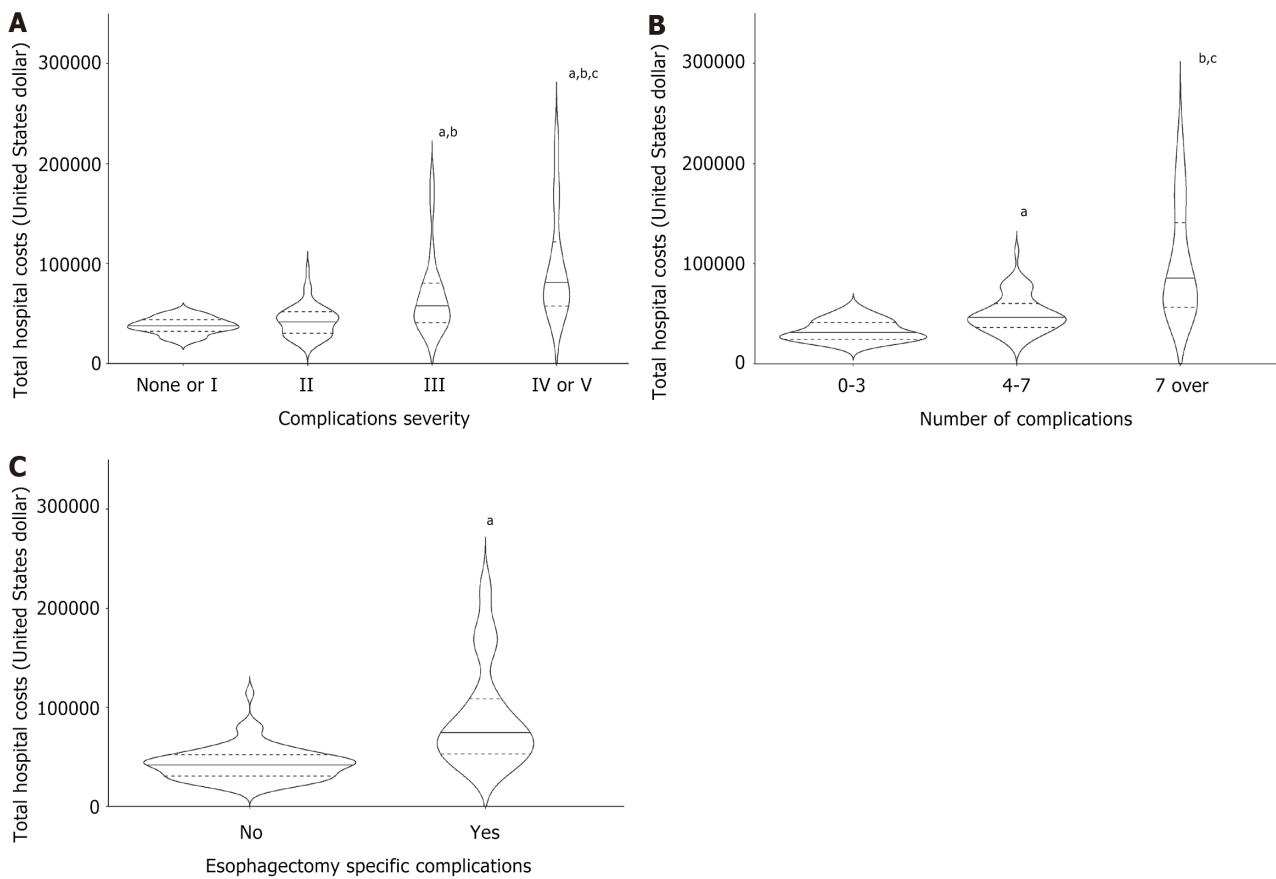 A
Total hospital costs (United States dollar)
300000
200000
100000
0
a,b
a,b,c
None or I
II
III
IV or V
Complications severity
B
Total hospital costs (United States dollar)
300000
200000
100000
0
a
b,c
0-3
4-7
7 over
Number of complications
C
Total hospital costs (United States dollar)
300000
200000
100000
0
a
No
Yes
Esophagectomy specific complications